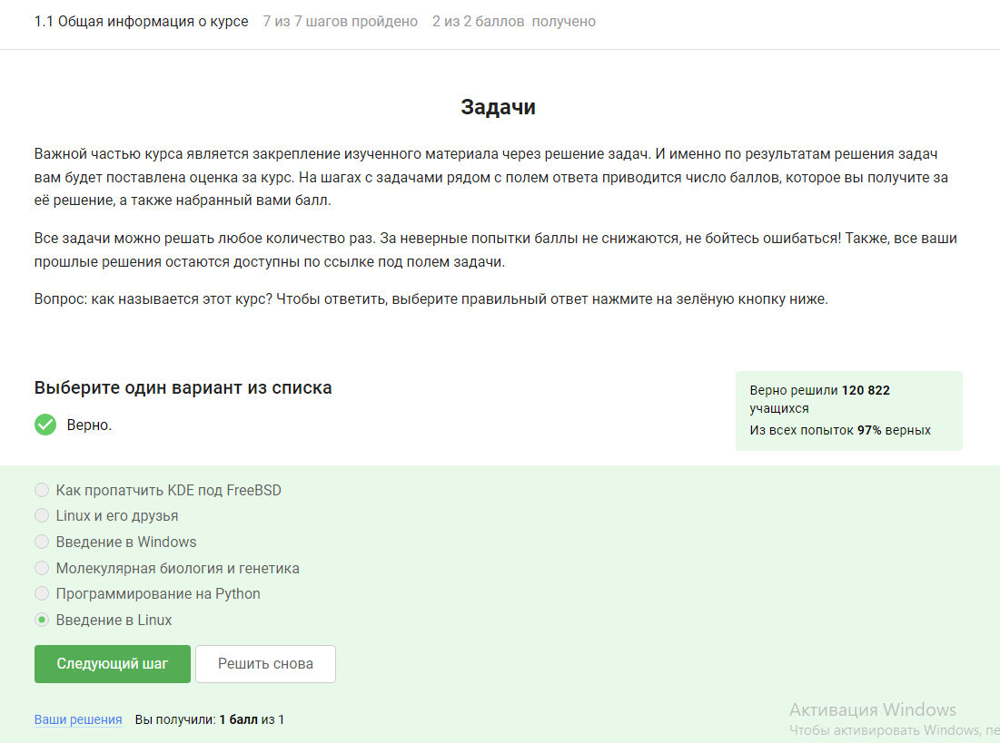 1.1 Общая информация о курсе 7 из 7 шагов пройдено 2 из 2 баллов получено
Задачи
Важной частью курса является закрепление изученного материала через решение задач. И именно по результатам решения задач
вам будет поставлена оценка за курс. На шагах с задачами рядом с полем ответа приводится число баллов, которое вы получите за
её решение, а также набранный вами балл.
Все задачи можно решать любое количество раз. За неверные попытки баллы не снижаются, не бойтесь ошибаться! Также, все ваши
прошлые решения остаются доступны по ссылке под полем задачи.
Вопрос: как называется этот курс? Чтобы ответить, выберите правильный ответ нажмите на зелёную кнопку ниже.
Выберите один вариант из списка
Верно.
Верно решили 120 822
учащихся
Из всех попыток 97% верных
Как пропатчить KDE под FreeBSD
Linux и его друзья
Введение в Windows
Молекулярная биология и генетика
Программирование на Python
Введение в Linux
Следующий шаг Решить снова
Ваши решения Вы получили: 1 балл из 1
Активация Windows
Чтобы активировать Windows, пе